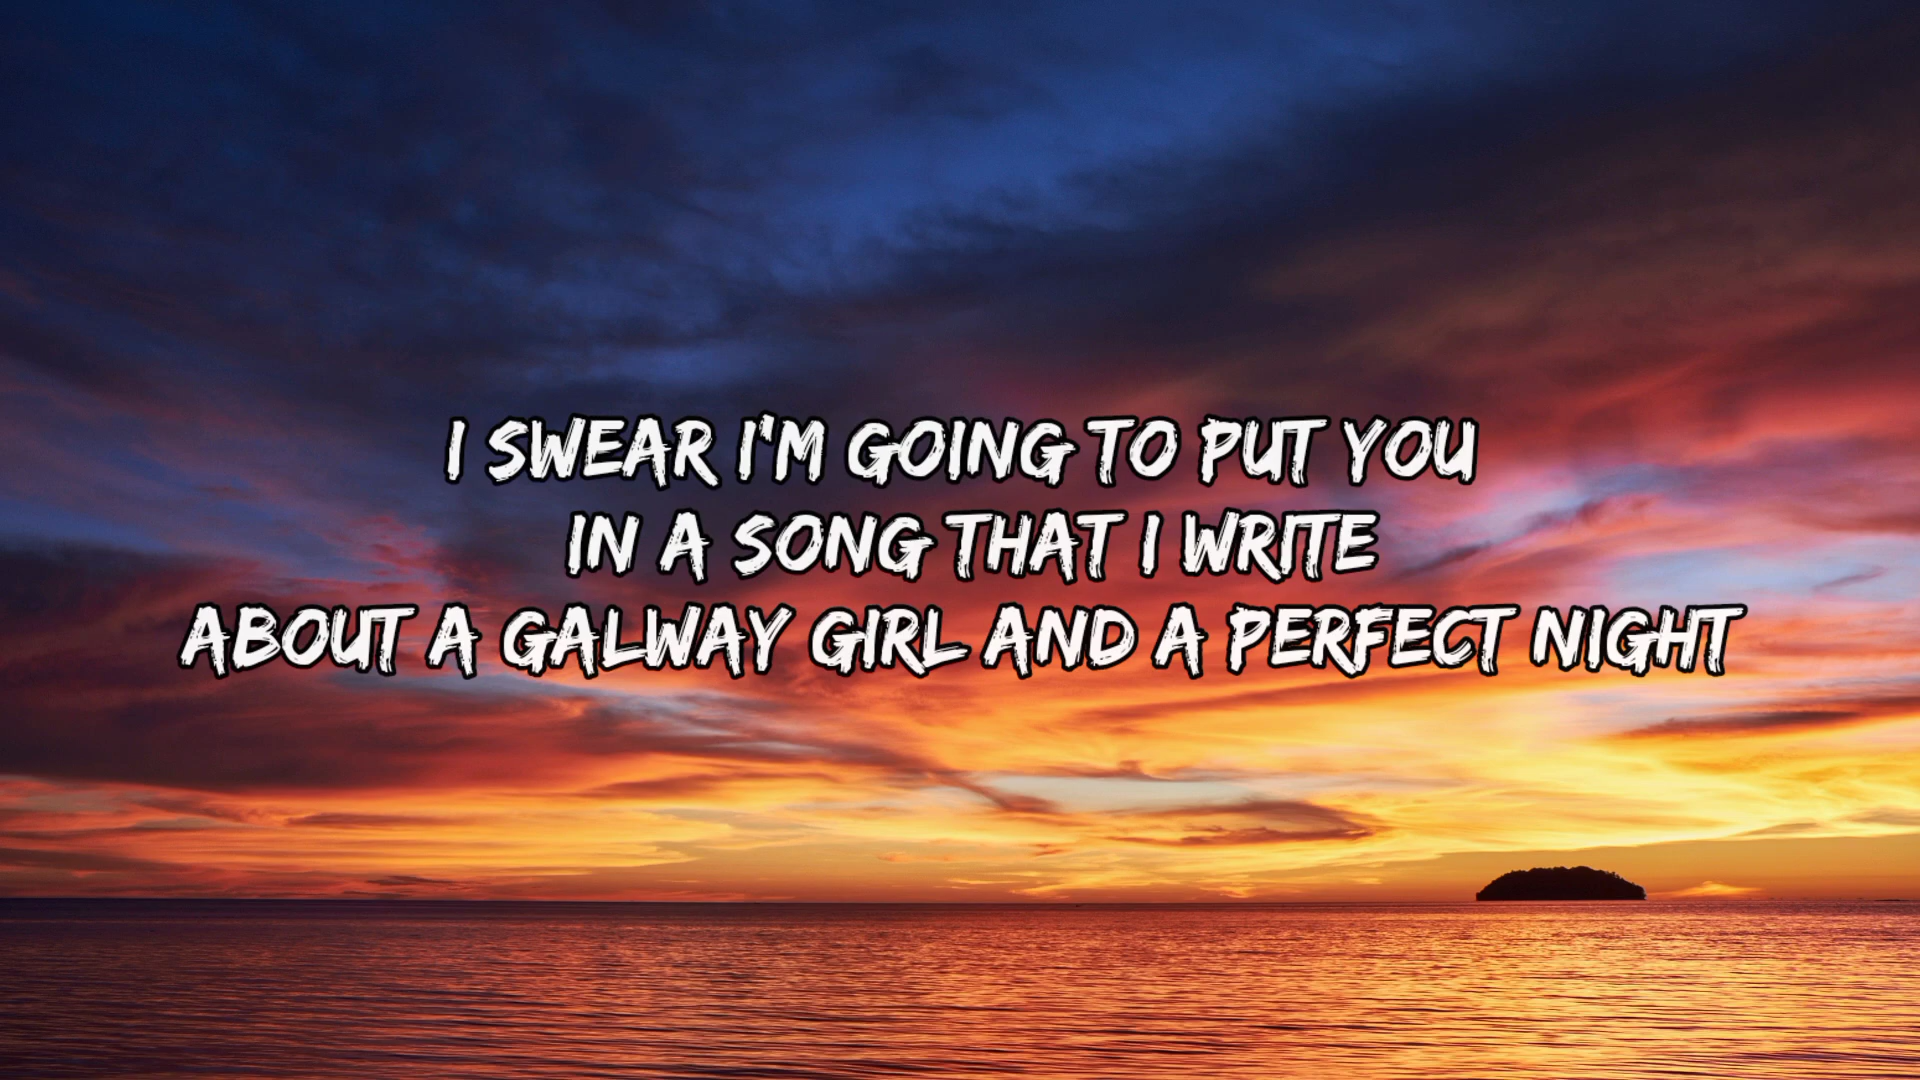 I SWEAR I'M GOING TO PUT YOU
IN A SONG THAT I WRITE
ABOUT A GALWAY GIRL AND A PERFECT NIGHT